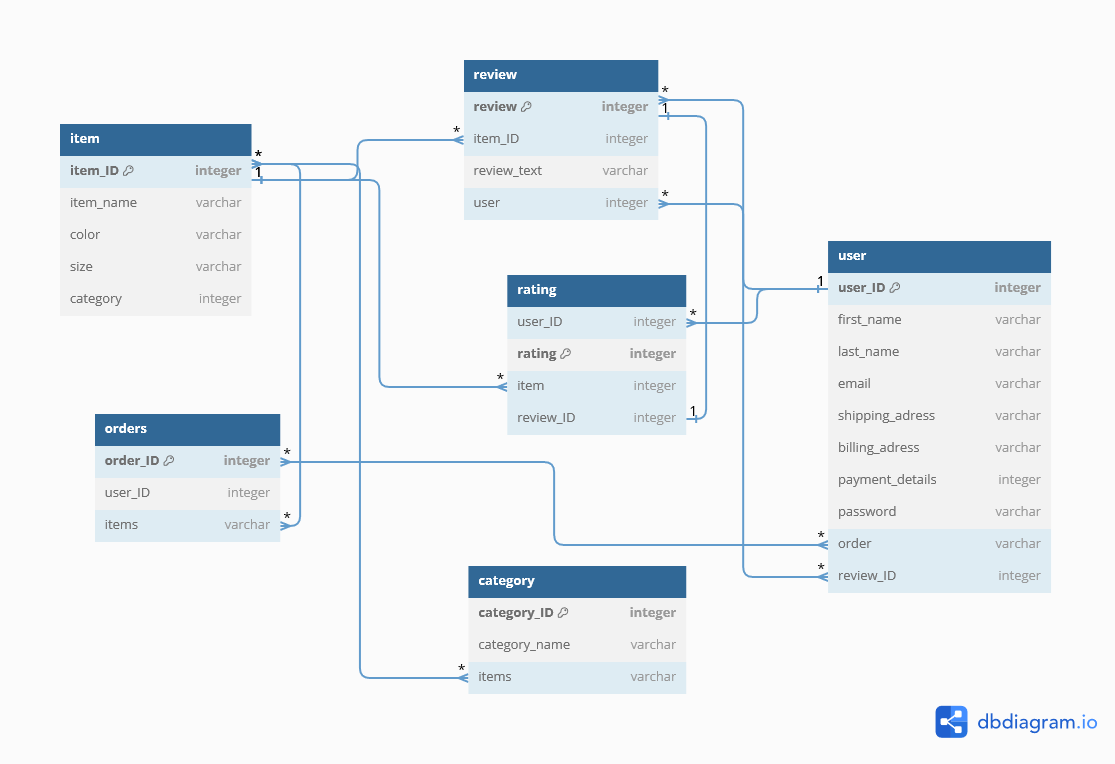 item
item_ID integer
item_name varchar
color varchar
size varchar
category integer
* 1
review
review integer
item_ID integer
review_text varchar
user integer
* * 1 *
rating
user_ID integer
rating integer
item integer
review_ID integer
* * 1
user
user_ID integer
first_name varchar
last_name varchar
email varchar
shipping_adress varchar
billing_adress varchar
payment_details integer
password varchar
order varchar
review_ID integer
1 * *
orders
order_ID integer
user_ID integer
items varchar
* *
category
category_ID integer
category_name varchar
items varchar
*
dbdiagram.io